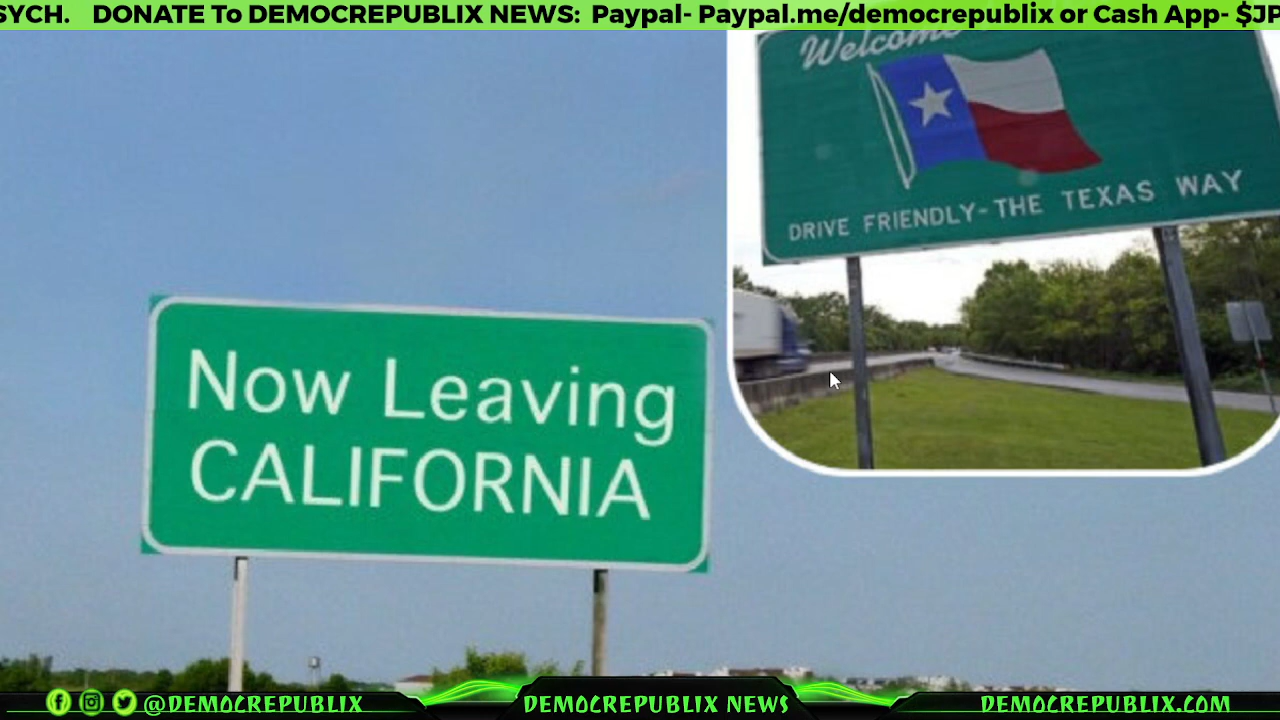 SYCH. DONATE To DEMOCREPUBLIX NEWS: Paypal- Paypal.me/democrepublix or Cash App- $JP
Welcome
DRIVE FRIENDLY-THE TEXAS WAY
Now Leaving
CALIFORNIA
@DEMOCREPUBLIX
DEMOCREPUBLIX NEWS
DEMOCREPUBLIX.COM